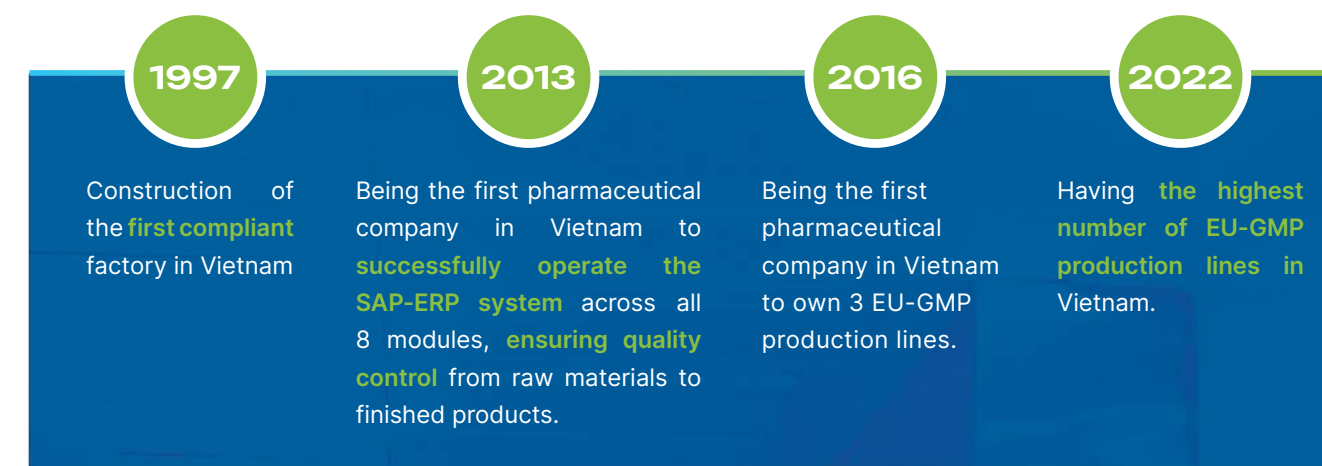 1997
Construction of
the first compliant
factory in Vietnam
2013
Being the first pharmaceutical
company in Vietnam to
successfully operate the
SAP-ERP system across all
8 modules, ensuring quality
control from raw materials to
finished products.
2016
Being the first
pharmaceutical
company in Vietnam
to own 3 EU-GMP
production lines.
2022
Having the highest
number of EU-GMP
production lines in
Vietnam.